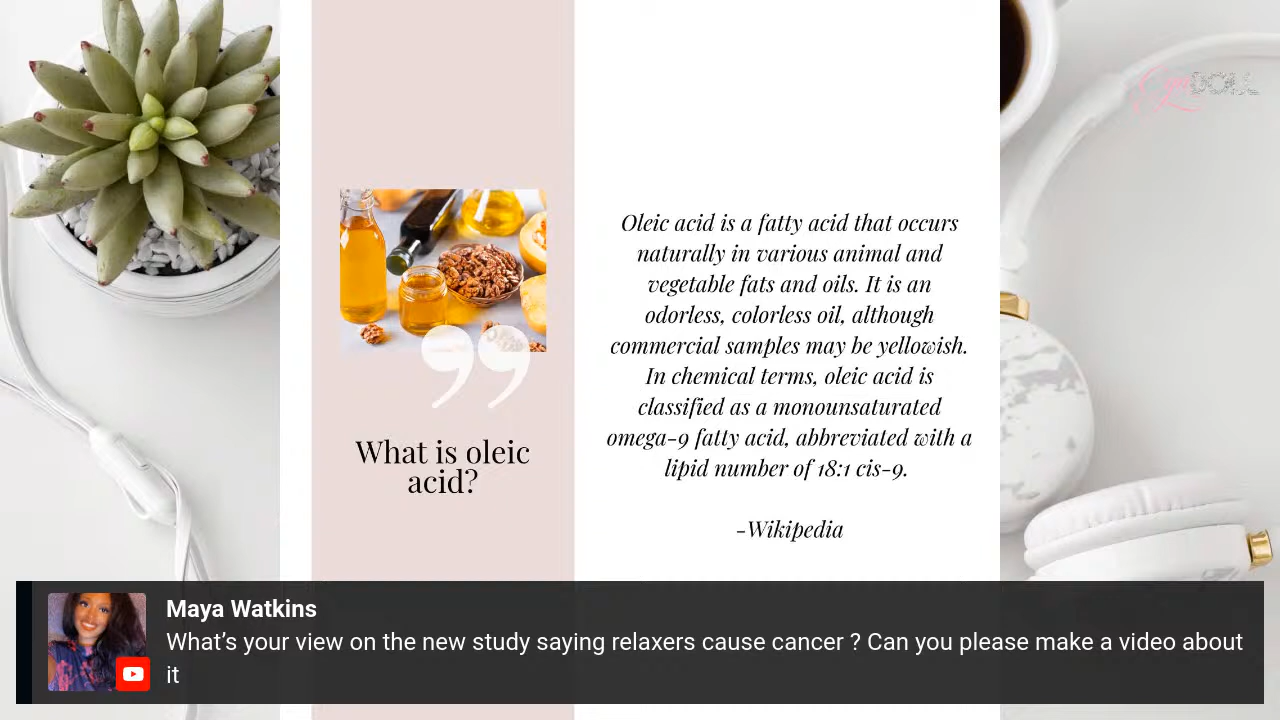 DOLL
Oleic acid is a fatty acid that occurs
naturally in various animal and
vegetable fats and oils. It is an
odorless, colorless oil, although
commercial samples may be yellowish.
In chemical terms, oleic acid is
classified as a monounsaturated
omega-9 fatty acid, abbreviated with a
lipid number of 18:1 cis-9.
-Wikipedia
What is oleic
acid?
Maya Watkins
What’s your view on the new study saying relaxers cause cancer ? Can you please make a video about
it